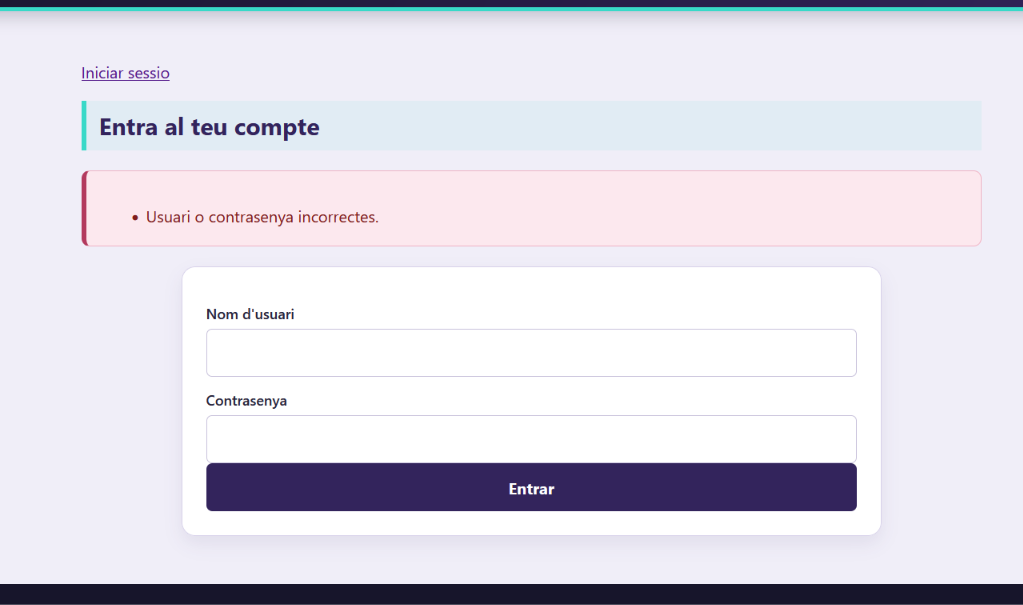 Iniciar sessio
Entra al teu compte
Usuari o contrasenya incorrectes.
Nom d'usuari
Contrasenya
Entrar